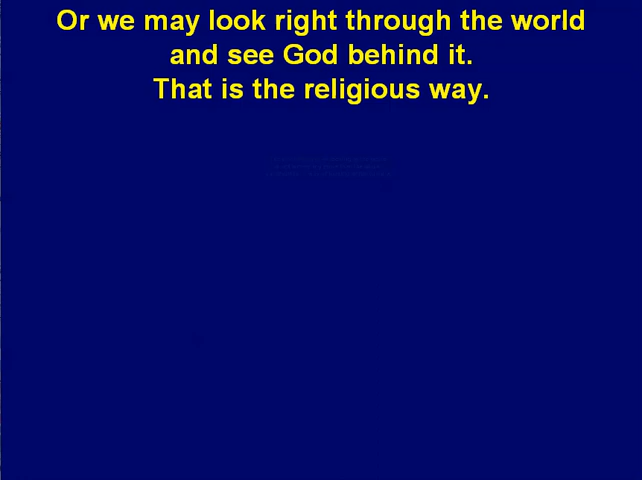 Or we may look right through the world
and see God behind it.
That is the religious way.